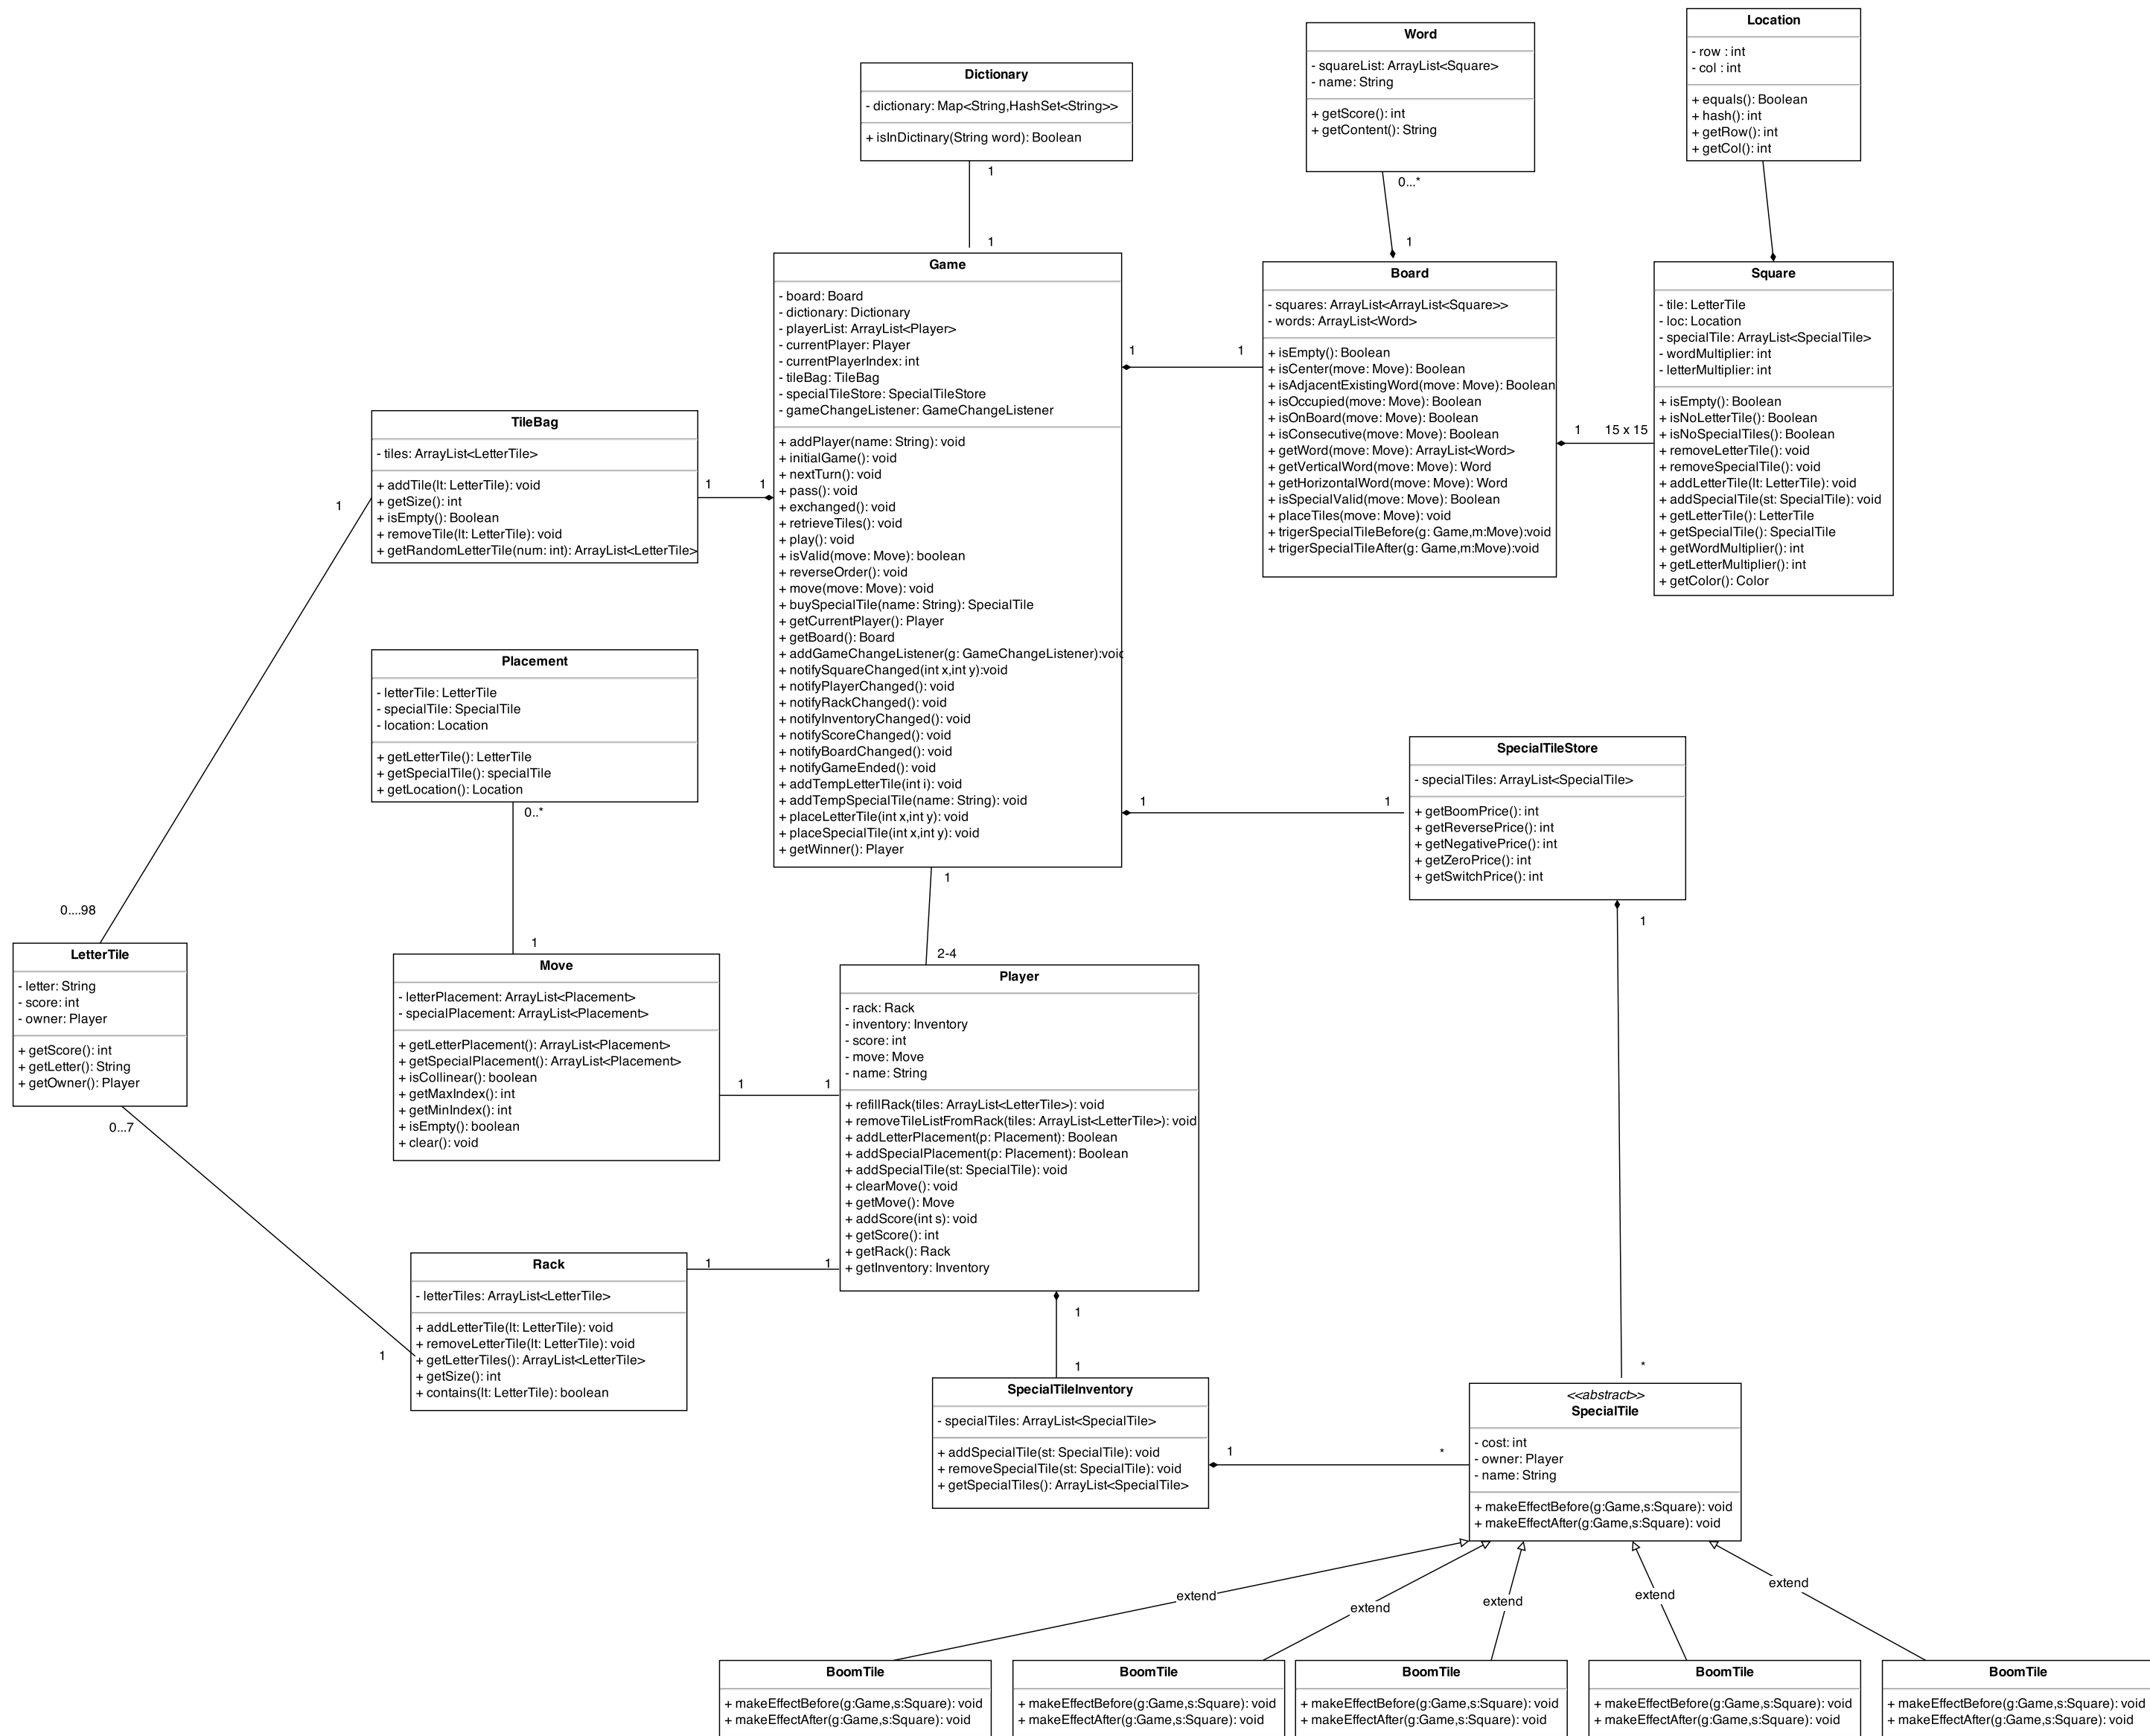 Location
- row : int
- col : int
+ equals(): Boolean
+ hash(): int
+ getRow(): int
+ getCol(): int
Word
- squareList: ArrayList<Square>
- name: String
+ getScore(): int
+ getContent(): String
0...*
1
Dictionary
- dictionary: Map<String,HashSet<String>>
+ isInDictinary(String word): Boolean
1
1
Game
- board: Board
- dictionary: Dictionary
- playerList: ArrayList<Player>
- currentPlayer: Player
- currentPlayerIndex: int
- tileBag: TileBag
- specialTileStore: SpecialTileStore
- gameChangeListener: GameChangeListener
+ addPlayer(name: String): void
+ initialGame(): void
+ nextTurn(): void
+ pass(): void
+ exchanged(): void
+ retrieveTiles(): void
+ play(): void
+ isValid(move: Move): boolean
+ reverseOrder(): void
+ move(move: Move): void
+ buySpecialTile(name: String): SpecialTile
+ getCurrentPlayer(): Player
+ getBoard(): Board
+ addGameChangeListener(g: GameChangeListener):void
+ notifySquareChanged(int x,int y):void
+ notifyPlayerChanged(): void
+ notifyRackChanged(): void
+ notifyInventoryChanged(): void
+ notifyScoreChanged(): void
+ notifyBoardChanged(): void
+ notifyGameEnded(): void
+ addTempLetterTile(int i): void
+ addTempSpecialTile(name: String): void
+ placeLetterTile(int x,int y): void
+ placeSpecialTile(int x,int y): void
+ getWinner(): Player
1 1
Board
- squares: ArrayList<ArrayList<Square>>
- words: ArrayList<Word>
+ isEmpty(): Boolean
+ isCenter(move: Move): Boolean
+ isAdjacentExistingWord(move: Move): Boolean
+ isOccupied(move: Move): Boolean
+ isOnBoard(move: Move): Boolean
+ isConsecutive(move: Move): Boolean
+ getWord(move: Move): ArrayList<Word>
+ getVerticalWord(move: Move): Word
+ getHorizontalWord(move: Move): Word
+ isSpecialValid(move: Move): Boolean
+ placeTiles(move: Move): void
+ trigerSpecialTileBefore(g: Game,m:Move):void
+ trigerSpecialTileAfter(g: Game,m:Move):void
1 15 x 15
Square
- tile: LetterTile
- loc: Location
- specialTile: ArrayList<SpecialTile>
- wordMultiplier: int
- letterMultiplier: int
+ isEmpty(): Boolean
+ isNoLetterTile(): Boolean
+ isNoSpecialTiles(): Boolean
+ removeLetterTile(): void
+ removeSpecialTile(): void
+ addLetterTile(lt: LetterTile): void
+ addSpecialTile(st: SpecialTile): void
+ getLetterTile(): LetterTile
+ getSpecialTile(): SpecialTile
+ getWordMultiplier(): int
+ getLetterMultiplier(): int
+ getColor(): Color
TileBag
- tiles: ArrayList<LetterTile>
+ addTile(lt: LetterTile): void
+ getSize(): int
+ isEmpty(): Boolean
+ removeTile(lt: LetterTile): void
+ getRandomLetterTile(num: int): ArrayList<LetterTile>
1 1
1
0....98
Placement
- letterTile: LetterTile
- specialTile: SpecialTile
- location: Location
+ getLetterTile(): LetterTile
+ getSpecialTile(): specialTile
+ getLocation(): Location
0..*
1
SpecialTileStore
- specialTiles: ArrayList<SpecialTile>
+ getBoomPrice(): int
+ getReversePrice(): int
+ getNegativePrice(): int
+ getZeroPrice(): int
+ getSwitchPrice(): int
1 1
1
*
LetterTile
- letter: String
- score: int
- owner: Player
+ getScore(): int
+ getLetter(): String
+ getOwner(): Player
0...7
1
Move
- letterPlacement: ArrayList<Placement>
- specialPlacement: ArrayList<Placement>
+ getLetterPlacement(): ArrayList<Placement>
+ getSpecialPlacement(): ArrayList<Placement>
+ isCollinear(): boolean
+ getMaxIndex(): int
+ getMinIndex(): int
+ isEmpty(): boolean
+ clear(): void
1 1
1
2-4
Player
- rack: Rack
- inventory: Inventory
- score: int
- move: Move
- name: String
+ refillRack(tiles: ArrayList<LetterTile>): void
+ removeTileListFromRack(tiles: ArrayList<LetterTile>): void
+ addLetterPlacement(p: Placement): Boolean
+ addSpecialPlacement(p: Placement): Boolean
+ addSpecialTile(st: SpecialTile): void
+ clearMove(): void
+ getMove(): Move
+ addScore(int s): void
+ getScore(): int
+ getRack(): Rack
+ getInventory: Inventory
Rack
- letterTiles: ArrayList<LetterTile>
+ addLetterTile(lt: LetterTile): void
+ removeLetterTile(lt: LetterTile): void
+ getLetterTiles(): ArrayList<LetterTile>
+ getSize(): int
+ contains(lt: LetterTile): boolean
1 1
1
1
SpecialTileInventory
- specialTiles: ArrayList<SpecialTile>
+ addSpecialTile(st: SpecialTile): void
+ removeSpecialTile(st: SpecialTile): void
+ getSpecialTiles(): ArrayList<SpecialTile>
1 *
<<abstract>>
SpecialTile
- cost: int
- owner: Player
- name: String
+ makeEffectBefore(g:Game,s:Square): void
+ makeEffectAfter(g:Game,s:Square): void
extend
extend
extend
extend
extend
BoomTile
+ makeEffectBefore(g:Game,s:Square): void
+ makeEffectAfter(g:Game,s:Square): void
BoomTile
+ makeEffectBefore(g:Game,s:Square): void
+ makeEffectAfter(g:Game,s:Square): void
BoomTile
+ makeEffectBefore(g:Game,s:Square): void
+ makeEffectAfter(g:Game,s:Square): void
BoomTile
+ makeEffectBefore(g:Game,s:Square): void
+ makeEffectAfter(g:Game,s:Square): void
BoomTile
+ makeEffectBefore(g:Game,s:Square): void
+ makeEffectAfter(g:Game,s:Square): void